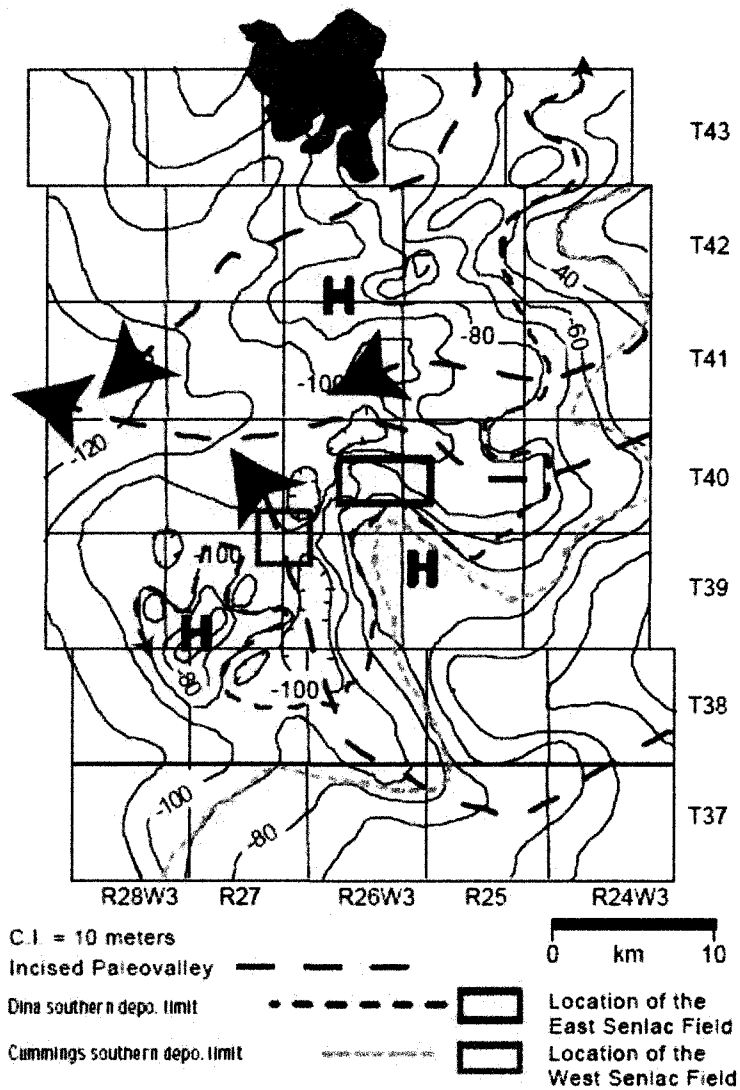 T43
T42
H
-40
-80
-60
T41
-100
-120
T40
-100
H
T39
H
-80
-100
T38
-100
-80
T37
R28W3 R27 R26W3 R25 R24W3
C.I. = 10 meters
0 km 10
Incised Paleovalley
Dina southern depo. limit
Location of the
East Senlac Field
Cummings southern depo. limit
Location of the
West Senlac Field